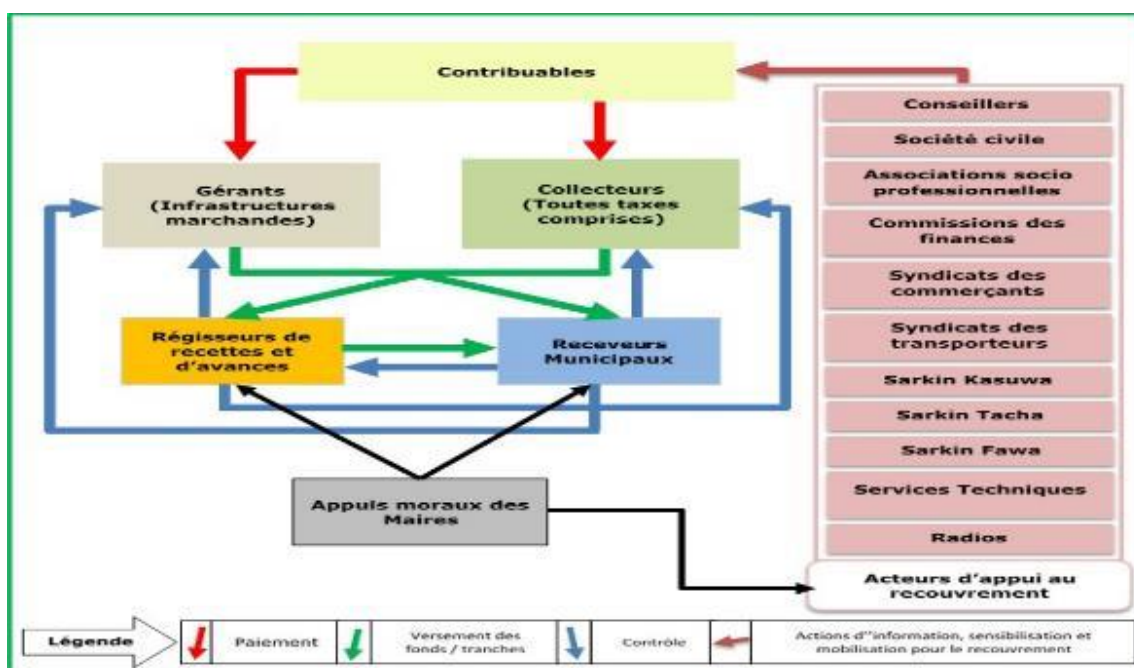 Contribuables
Gérants
(Infrastructures
marchandes)
Collecteurs
(Toutes taxes
comprises)
Régisseurs de
recettes et
d'avances
Receveurs
Municipaux
Appuis moraux des
Maires
Conseillers
Société civile
Associations socio
professionnelles
Commissions des
finances
Syndicats des
commerçants
Syndicats des
transporteurs
Sarkin Kasuwa
Sarkin Tacha
Sarkin Fawa
Services Techniques
Radios
Acteurs d'appui au
recouvrement
Légende
Paiement
Versement des
fonds / tranches
Contrôle
Actions d''information, sensibilisation et
mobilisation pour le recouvrement